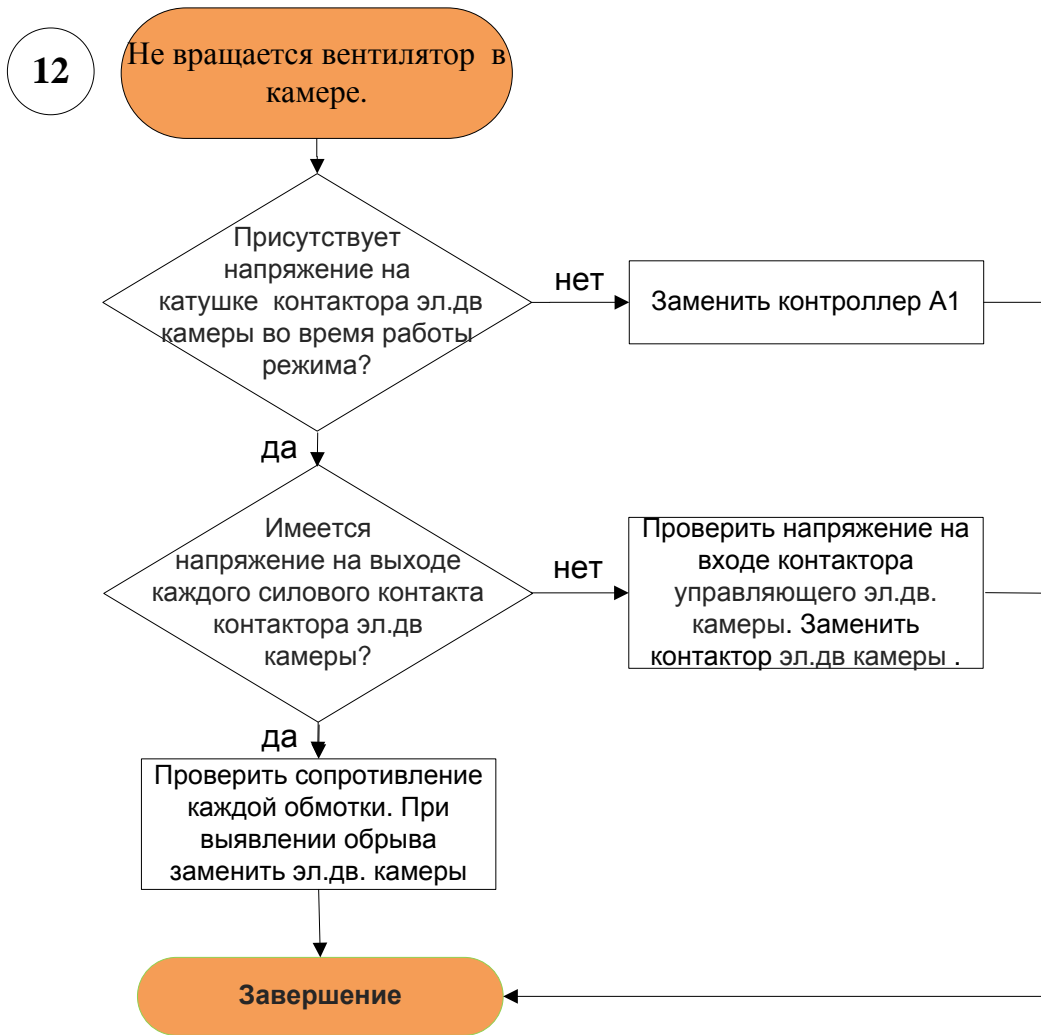 12
Не вращается вентилятор в
камере.
Присутствует
напряжение на
катушке контактора эл.дв
камеры во время работы
режима?
нет
Заменить контроллер А1
да
Имеется
напряжение на выходе
каждого силового контакта
контактора эл.дв
камеры?
нет
Проверить напряжение на
входе контактора
управляющего эл.дв.
камеры. Заменить
контактор эл.дв камеры .
да
Проверить сопротивление
каждой обмотки. При
выявлении обрыва
заменить эл.дв. камеры
Завершение